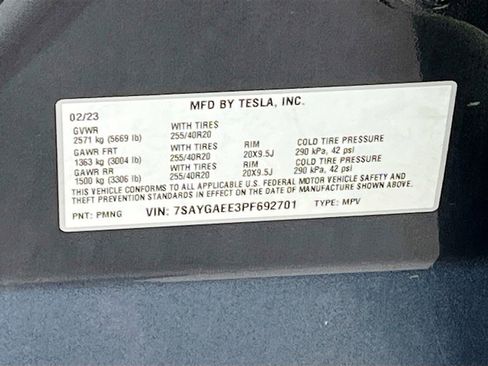 MFD BY TESLA, INC.
02/23
GVWR WITH TIRES
2571 kg (5669 lb) 255/40R20
GAWR FRT WITH TIRES RIM COLD TIRE PRESSURE
1363 kg (3004 lb) 255/40R20 20X9.5J 290 kPa, 42 psi
GAWR RR WITH TIRES RIM COLD TIRE PRESSURE
1500 kg (3306 lb) 255/40R20 20X9.5J 290 kPa, 42 psi
THIS VEHICLE CONFORMS TO ALL APPLICABLE U.S. FEDERAL MOTOR VEHICLE SAFETY AND
THEFT PREVENTION STANDARDS IN EFFECT ON THE DATE OF MANUFACTURE SHOWN ABOVE.
PNT: PMNG VIN: 7SAYGAEE3PF692701 TYPE: MPV